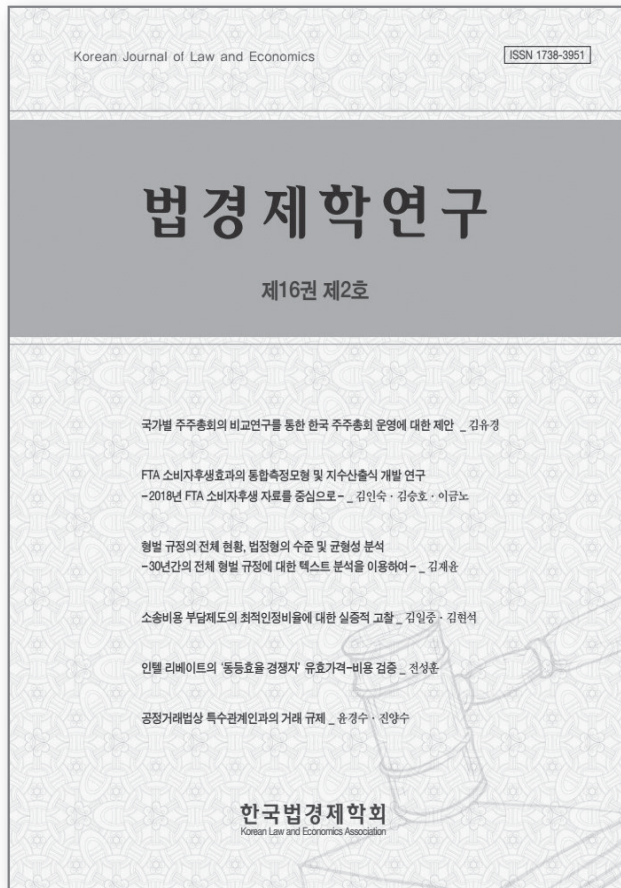 Korean Journal of Law and Economics
ISSN 1738-3951
법경제학연구
제16권 제2호
국가별 주주총회의 비교연구를 통한 한국 주주총회 운영에 대한 제안 _ 김유경
FTA 소비자후생효과의 통합측정모형 및 지수산출식 개발 연구
-2018년 FTA 소비자후생 자료를 중심으로- _ 김인숙 · 김승호 · 이금노
형벌 규정의 전체 현황, 법정형의 수준 및 균형성 분석
-30년간의 전체 형벌 규정에 대한 텍스트 분석을 이용하여- _ 김재윤
소송비용 부담제도의 최적인정비율에 대한 실증적 고찰 _ 김일중 · 김현석
인텔 리베이트의 '동등효율 경쟁자' 유효가격-비용 검증 _ 전성훈
공정거래법상 특수관계인과의 거래 규제 _ 윤경수 · 진양수
한국법경제학회
Korean Law and Economics Association